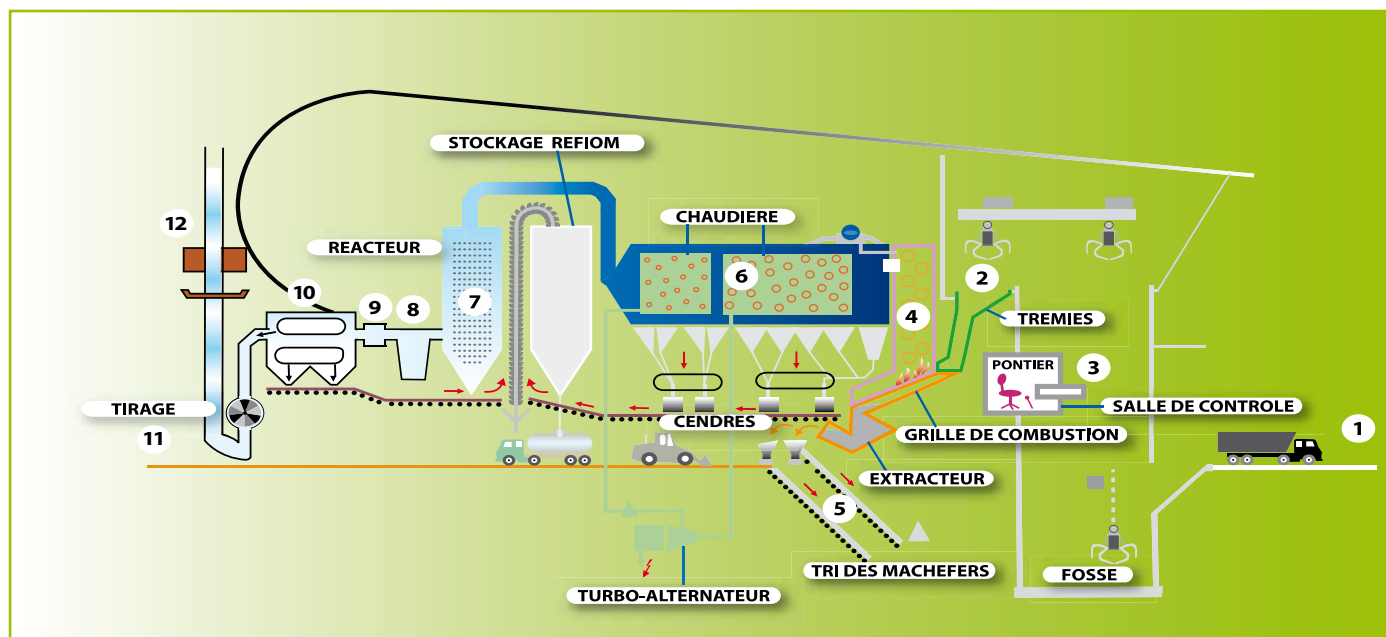 STOCKAGE REFIOM
12
CHAUDIERE
REACTEUR
2
6
10
7
9
8
4
TREMIES
PONTIER
3
TIRAGE
SALLE DE CONTROLE
11
CENDRES
GRILLE DE COMBUSTION
1
EXTRACTEUR
5
TRI DES MACHEFERS
FOSSE
TURBO-ALTERNATEUR